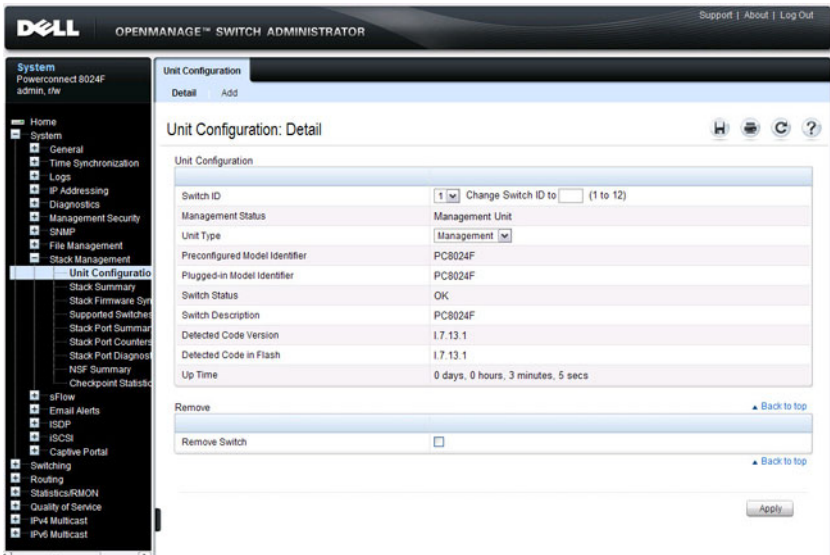 Support | About | Log Out
DELL OPENMANAGE™ SWITCH ADMINISTRATOR
System
Powerconnect 8024F
admin, r/w
Home
System
General
Time Synchronization
Logs
IP Addressing
Diagnostics
Management Security
SNMP
File Management
Stack Management
Unit Configuratio
Stack Summary
Stack Firmware Syn
Supported Switches
Stack Port Summar
Stack Port Counters
Stack Port Diagnost
NSF Summary
Checkpoint Statistic
sFlow
Email Alerts
ISDP
iSCSI
Captive Portal
Switching
Routing
Statistics/RMON
Quality of Service
IPv4 Multicast
IPv6 Multicast
Unit Configuration
Detail Add
Unit Configuration: Detail
?
Unit Configuration
Switch ID 1 Change Switch ID to (1 to 12)
Management Status Management Unit
Unit Type Management
Preconfigured Model Identifier PC8024F
Plugged-in Model Identifier PC8024F
Switch Status OK
Switch Description PC8024F
Detected Code Version I.7.13.1
Detected Code in Flash I.7.13.1
Up Time 0 days, 0 hours, 3 minutes, 5 secs
Remove Back to top
Remove Switch
Back to top
Apply